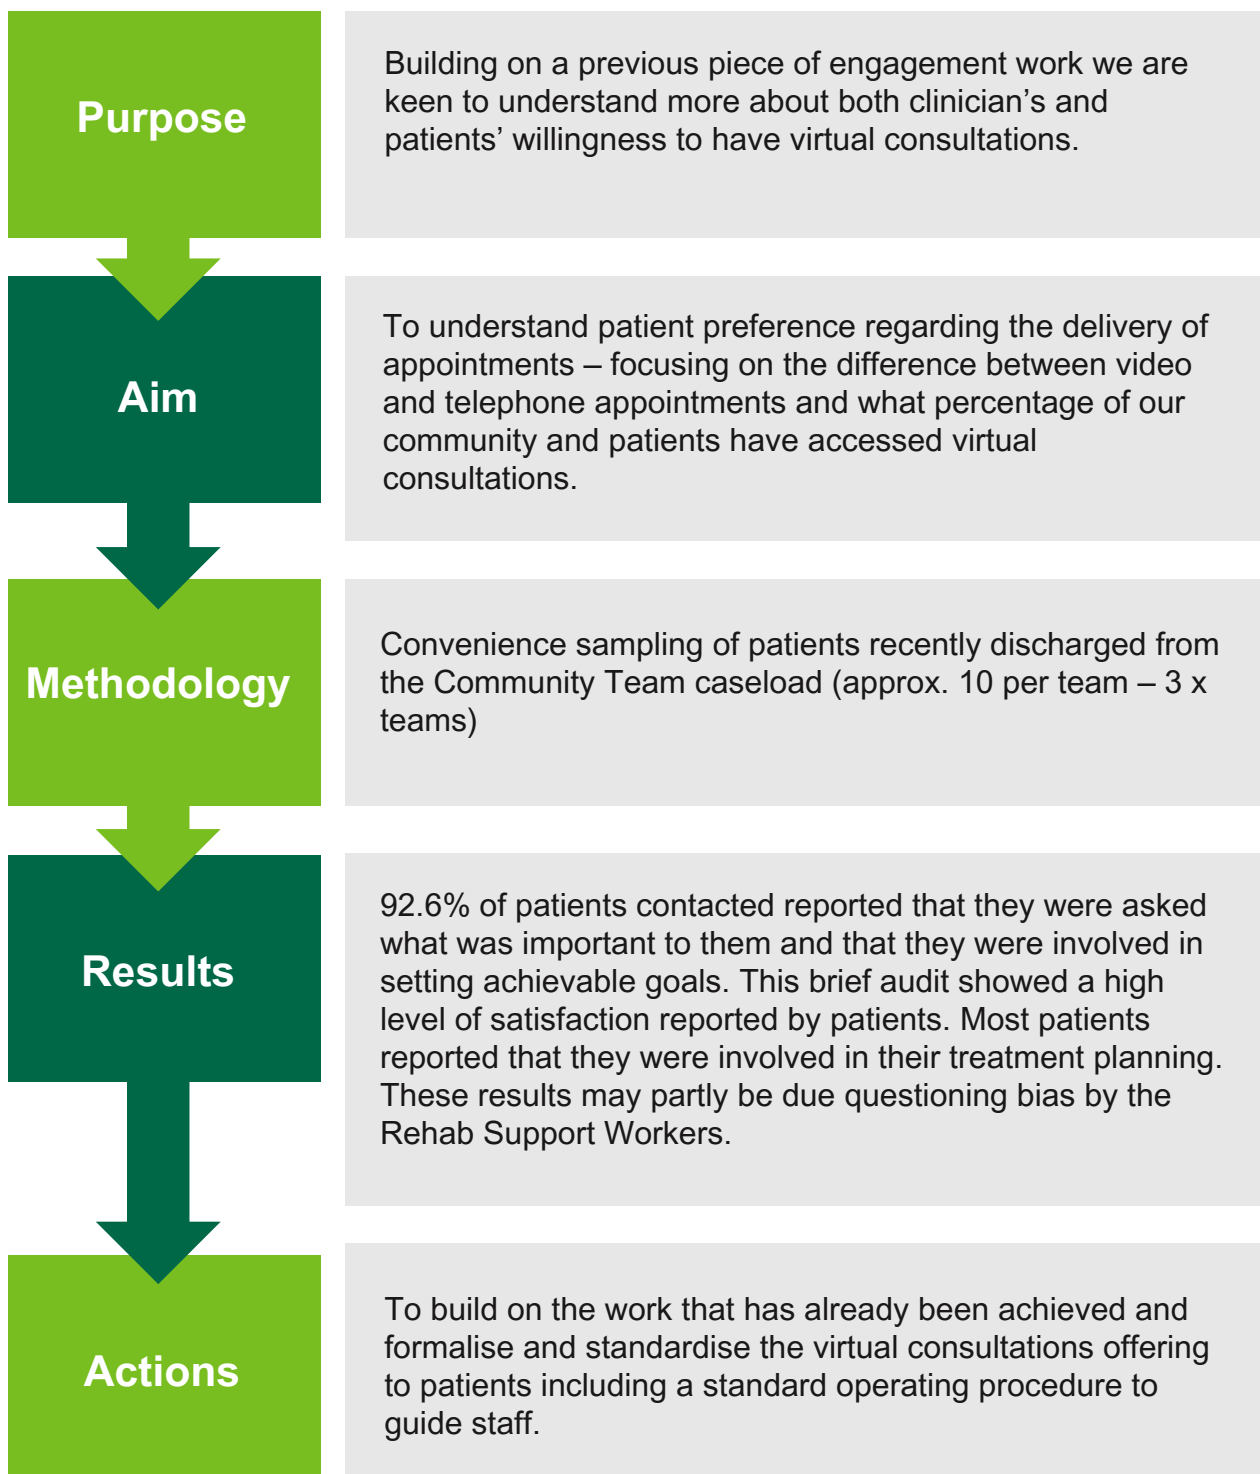 Purpose
Building on a previous piece of engagement work we are
keen to understand more about both clinician’s and
patients’ willingness to have virtual consultations.
Aim
To understand patient preference regarding the delivery of
appointments – focusing on the difference between video
and telephone appointments and what percentage of our
community and patients have accessed virtual
consultations.
Methodology
Convenience sampling of patients recently discharged from
the Community Team caseload (approx. 10 per team – 3 x
teams)
Results
92.6% of patients contacted reported that they were asked
what was important to them and that they were involved in
setting achievable goals. This brief audit showed a high
level of satisfaction reported by patients. Most patients
reported that they were involved in their treatment planning.
These results may partly be due questioning bias by the
Rehab Support Workers.
Actions
To build on the work that has already been achieved and
formalise and standardise the virtual consultations offering
to patients including a standard operating procedure to
guide staff.